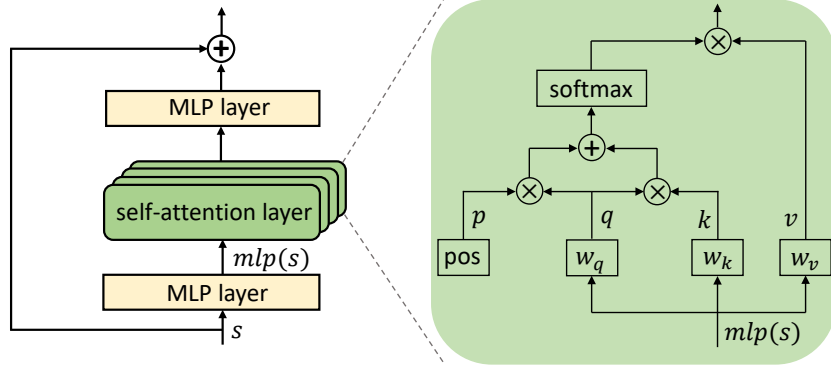 MLP layer
self-attention layer
mlp(s)
MLP layer
s
softmax
p
q
k
v
pos
w_q
w_k
w_v
mlp(s)